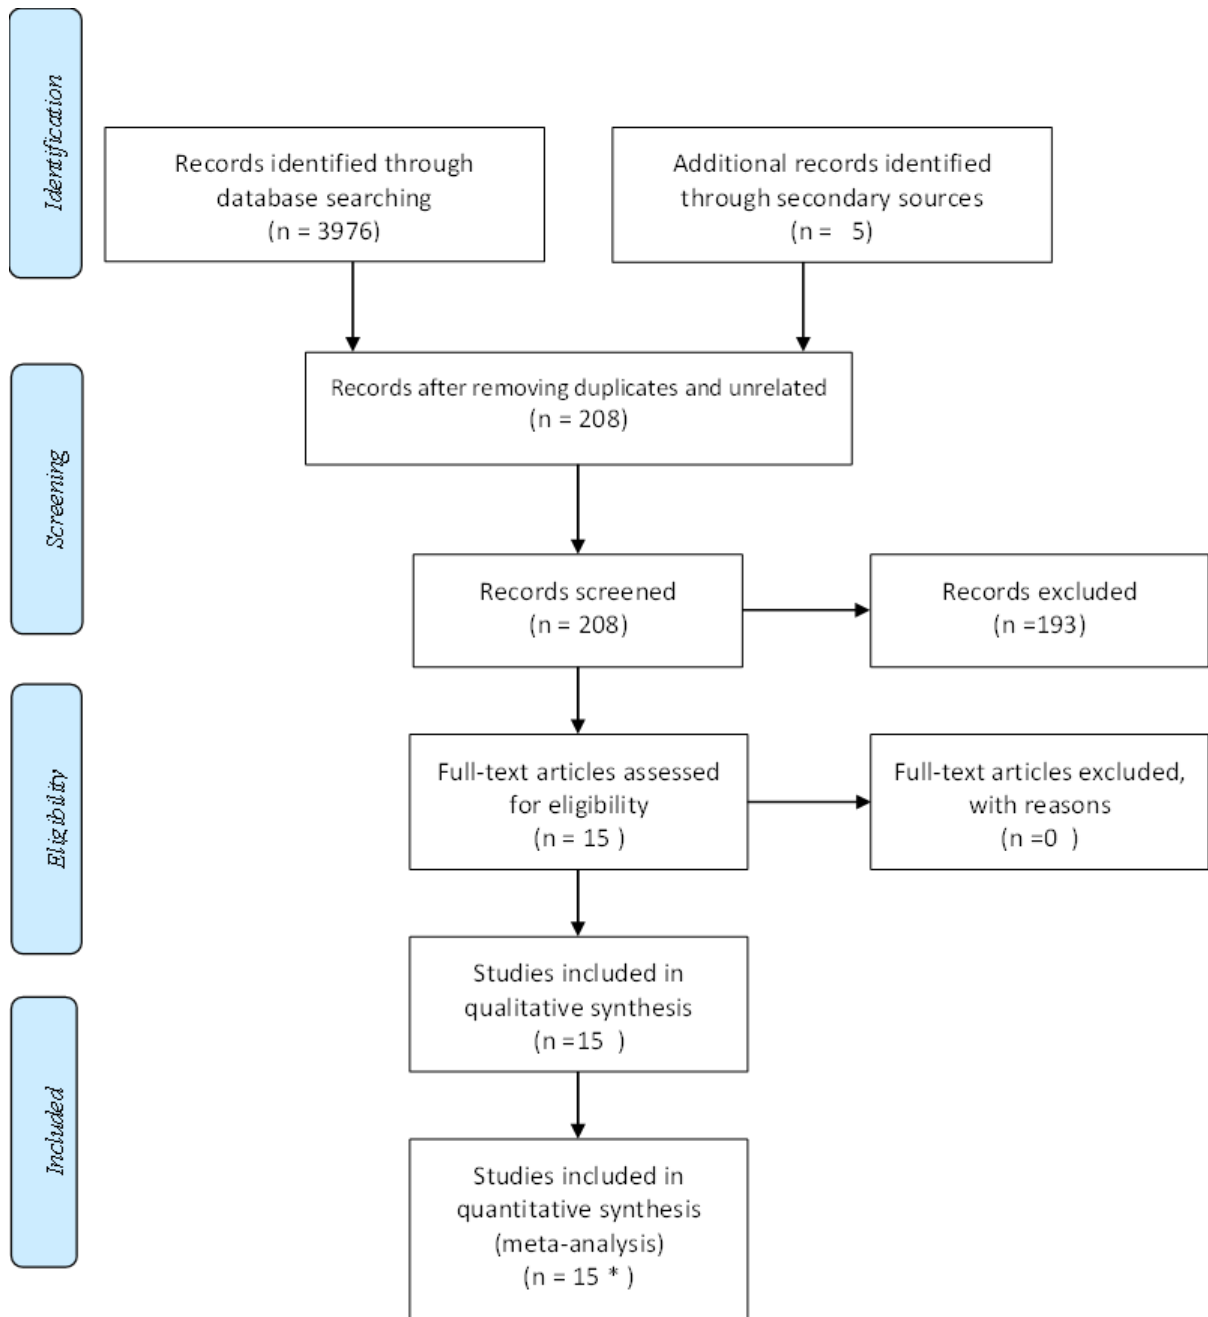 Identification
Records identified through
database searching
(n = 3976)
Additional records identified
through secondary sources
(n =   5)
Screening
Records after removing duplicates and unrelated
(n = 208)
Records screened
(n = 208)
Records excluded
(n =193)
Eligibility
Full-text articles assessed
for eligibility
(n = 15 )
Full-text articles excluded,
with reasons
(n =0  )
Included
Studies included in
qualitative synthesis
(n =15  )
Studies included in
quantitative synthesis
(meta-analysis)
(n = 15 * )